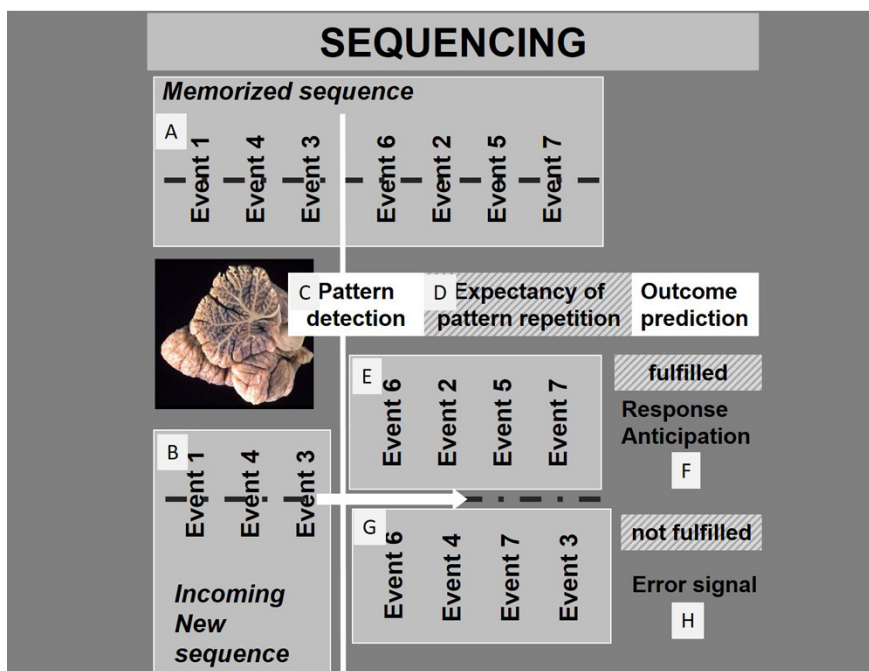 SEQUENCING
Memorized sequence
A
Event 1
Event 4
Event 3
Event 6
Event 2
Event 5
Event 7
C
Pattern
detection
D
Expectancy of
pattern repetition
Outcome
prediction
E
Event 6
Event 2
Event 5
Event 7
fulfilled
Response
Anticipation
F
B
Event 1
Event 4
Event 3
G
Event 6
Event 4
Event 7
Event 3
not fulfilled
Error signal
H
Incoming
New
sequence